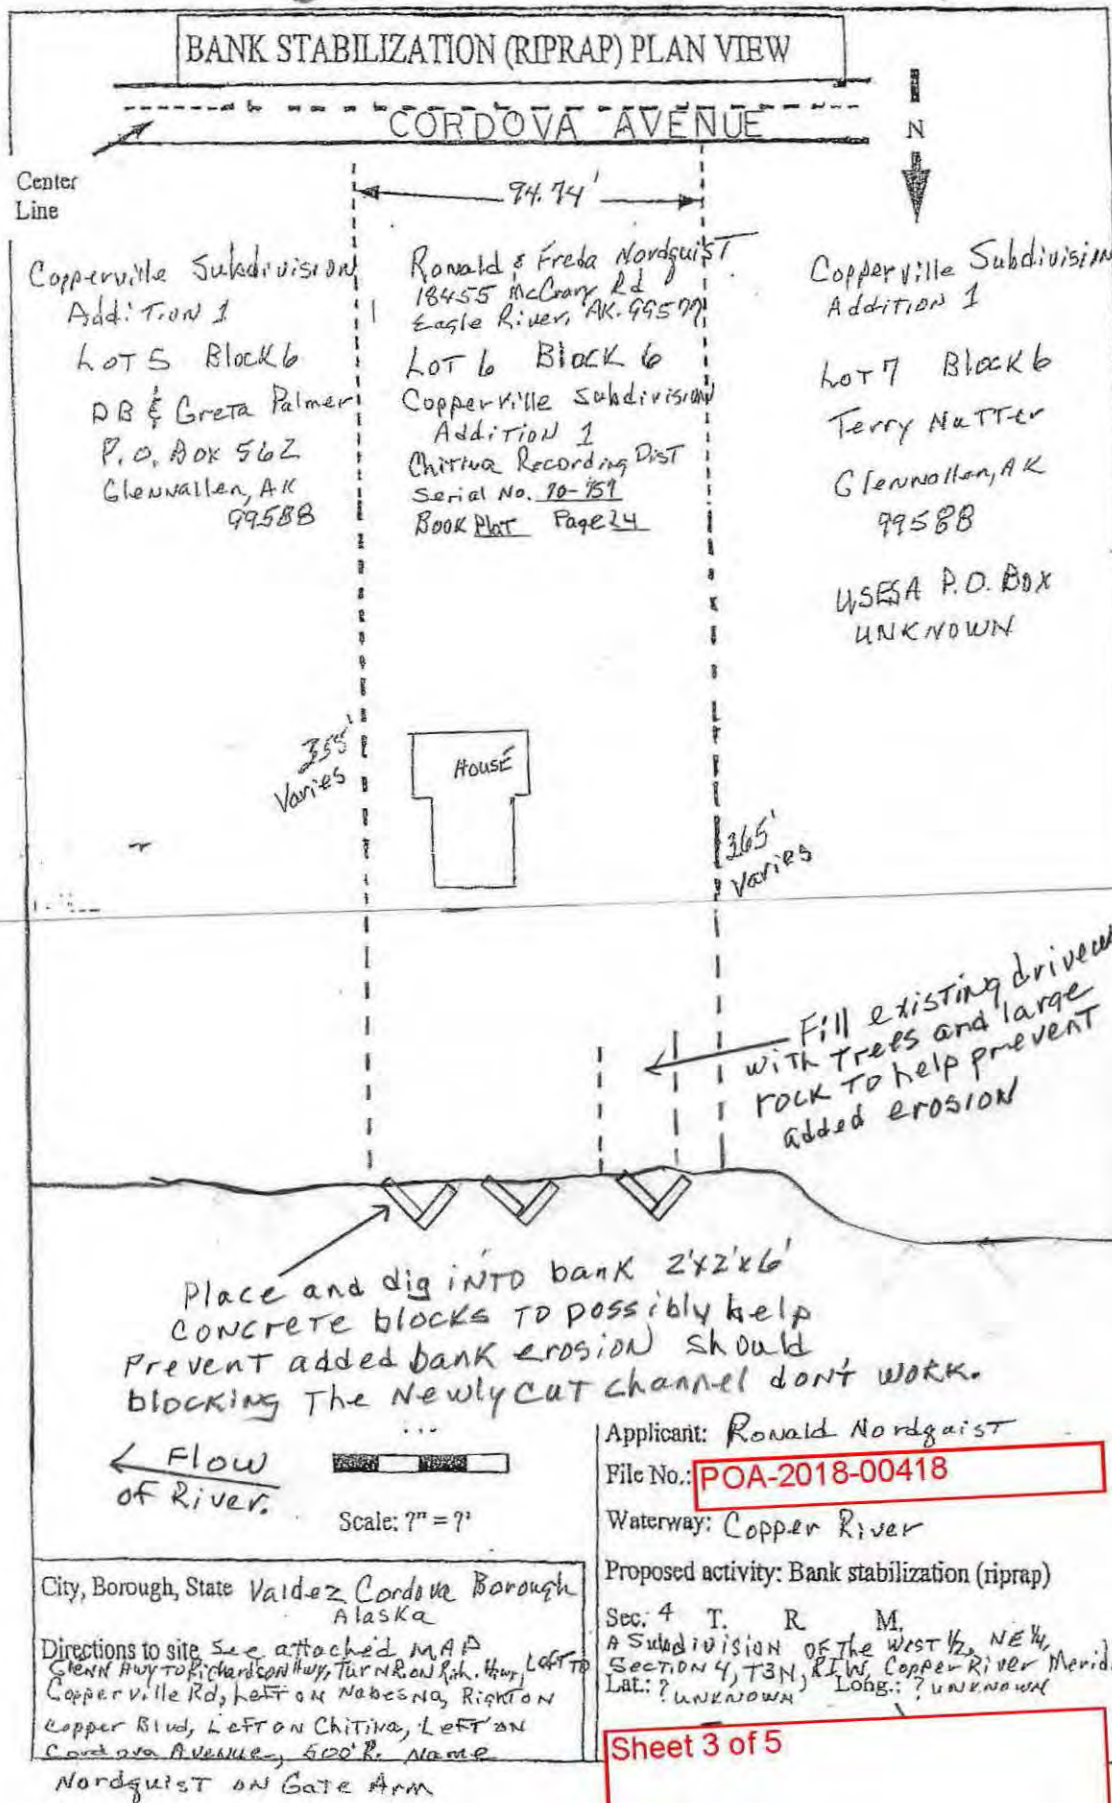 BANK STABILIZATION (RIPRAP) PLAN VIEW
CORDOVA AVENUE
N
Center
Line
94.74'
Copperville Subdivision
Addition 1
Lot 5 Block 6
DB & Greta Palmer
P.O. Box 562
Glennallen, AK
99588
Ronald & Freda Nordquist
18455 McCrary Rd
Eagle River, AK. 99577
Lot 6 Block 6
Copperville Subdivision
Addition 1
Chitina Recording Dist
Serial No. 70-759
Book Plat Page 24
Copperville Subdivision
Addition 1
Lot 7 Block 6
Terry Nutter
Glennallen, AK
99588
P.O. Box
UNKNOWN
355'
Varies
House
365'
Varies
Fill existing
with Trees and large
rock To help prevent
added erosion
Place and dig iNTO bank 2'x2'x6'
CONCRETE blocks TO possibly help
Prevent added bank erosion should
blocking The Newly CUT channel don't work.
Flow
of River.
Scale: ?" = ?'
Applicant: Ronald Nordquist
File No.: POA-2018-00418
Waterway: Copper River
Proposed activity: Bank stabilization (riprap)
Sec. 4 T. R. M.
A Subdivision of The West 1/2, NE 1/4,
Section 4, T3N, R1W, Copper River
Lat.: ? UNKNOWN Long.: ? UNKNOWN
Sheet 3 of 5
City, Borough, State Valdez Cordova Borough
Alaska
Directions to site See attached MAP
Glenn Hwy To Richardson Hwy, Turn R on Rich. Hwy, Left To
Copperville Rd, Left on Nabesna, Right on
Copper Blvd, Left on Chitina, Left on
Cordova Avenue, 500' R. Name
Nordquist on Gate Arm